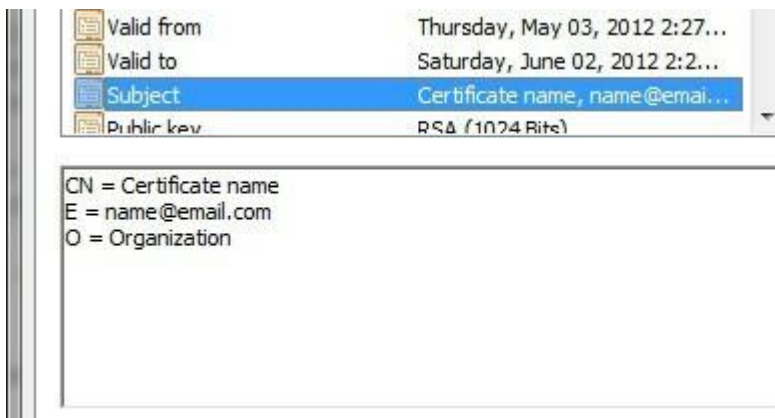 Valid from Thursday, May 03, 2012 2:27...
Valid to Saturday, June 02, 2012 2:2...
Subject Certificate name, name@emai...
Public key RSA (1024 Bits)
CN = Certificate name
E = name@email.com
O = Organization